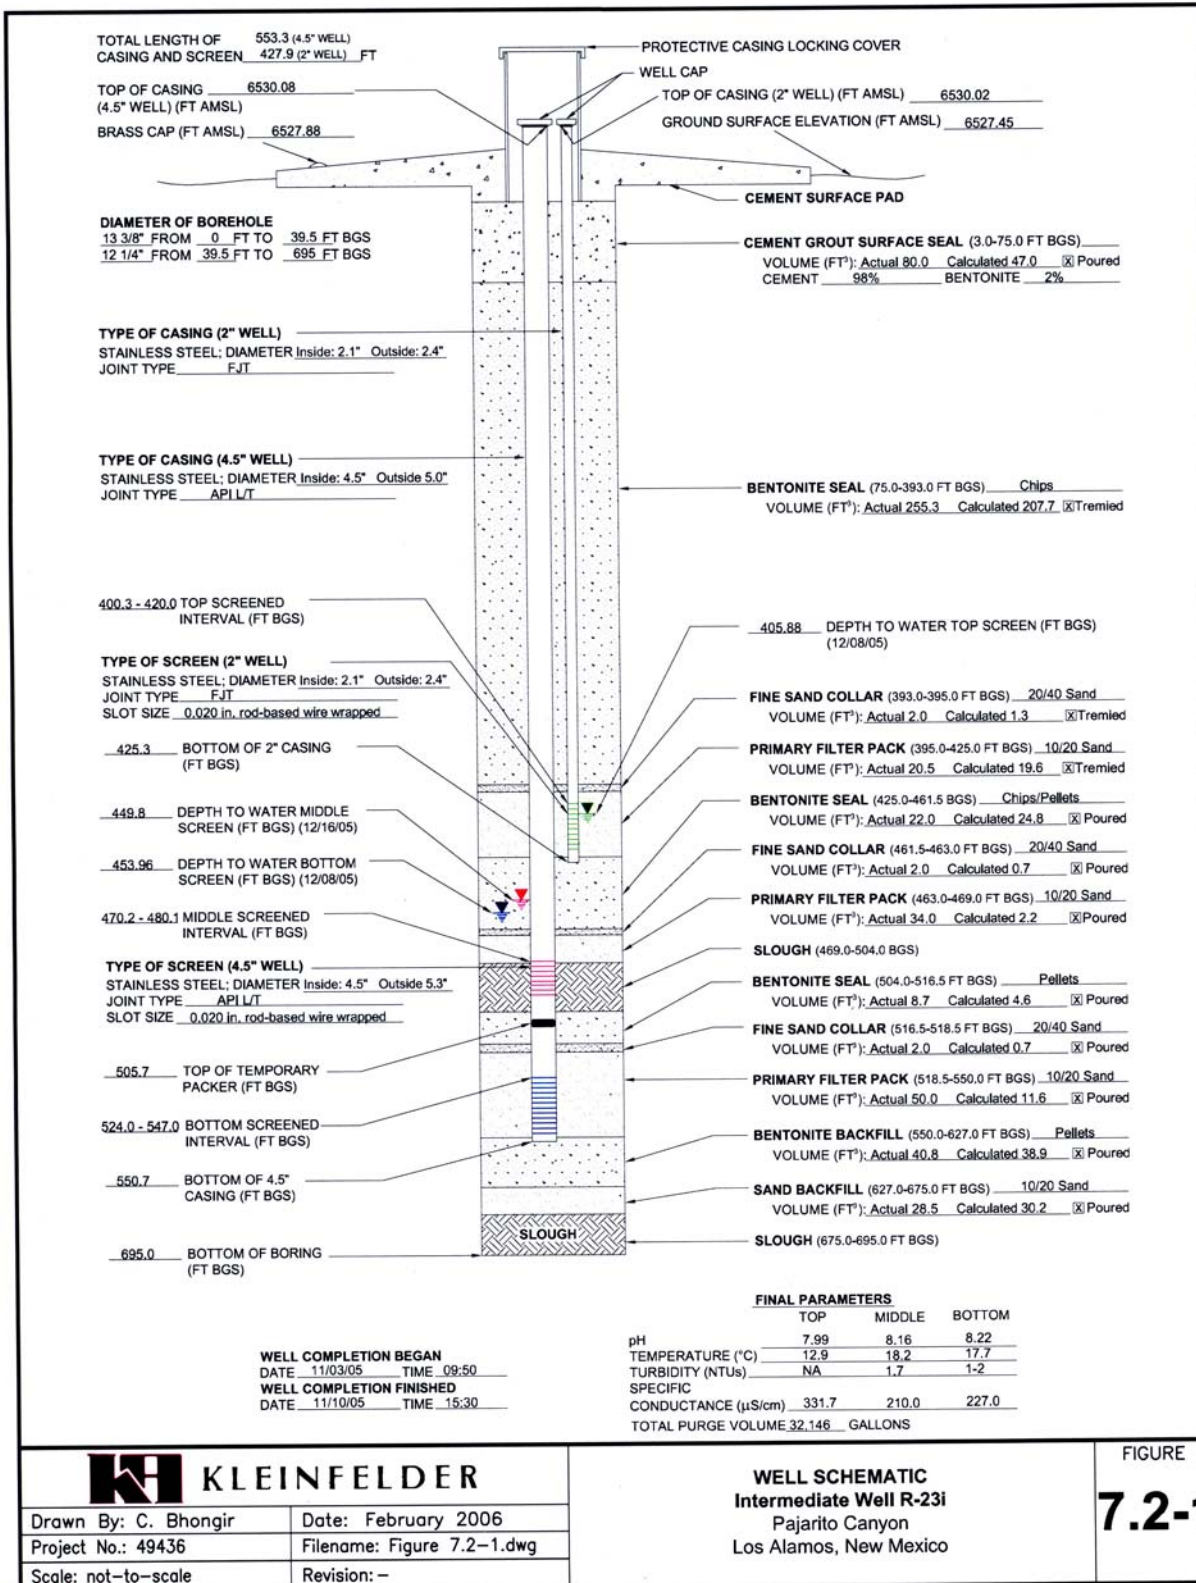 TOTAL LENGTH OF 553.3 (4.5" WELL)
CASING AND SCREEN 427.9 (2" WELL) FT
TOP OF CASING 6530.08
(4.5" WELL) (FT AMSL)
BRASS CAP (FT AMSL) 6527.88
PROTECTIVE CASING LOCKING COVER
WELL CAP
TOP OF CASING (2" WELL) (FT AMSL) 6530.02
GROUND SURFACE ELEVATION (FT AMSL) 6527.45
CEMENT SURFACE PAD
DIAMETER OF BOREHOLE
13 3/8" FROM 0 FT TO 39.5 FT BGS
12 1/4" FROM 39.5 FT TO 695 FT BGS
CEMENT GROUT SURFACE SEAL (3.0-75.0 FT BGS)
VOLUME (FT³): Actual 80.0 Calculated 47.0 ☒ Poured
CEMENT 98% BENTONITE 2%
TYPE OF CASING (2" WELL)
STAINLESS STEEL; DIAMETER Inside: 2.1" Outside: 2.4"
JOINT TYPE FJT
TYPE OF CASING (4.5" WELL)
STAINLESS STEEL; DIAMETER Inside: 4.5" Outside 5.0"
JOINT TYPE API L/T
BENTONITE SEAL (75.0-393.0 FT BGS) Chips
VOLUME (FT³): Actual 255.3 Calculated 207.7 ☒ Tremied
400.3 - 420.0 TOP SCREENED
INTERVAL (FT BGS)
405.88 DEPTH TO WATER TOP SCREEN (FT BGS)
(12/08/05)
TYPE OF SCREEN (2" WELL)
STAINLESS STEEL; DIAMETER Inside: 2.1" Outside: 2.4"
JOINT TYPE FJT
SLOT SIZE 0.020 in. rod-based wire wrapped
FINE SAND COLLAR (393.0-395.0 FT BGS) 20/40 Sand
VOLUME (FT³): Actual 2.0 Calculated 1.3 ☒ Tremied
425.3 BOTTOM OF 2" CASING
(FT BGS)
PRIMARY FILTER PACK (395.0-425.0 FT BGS) 10/20 Sand
VOLUME (FT³): Actual 20.5 Calculated 19.6 ☒ Tremied
449.8 DEPTH TO WATER MIDDLE
SCREEN (FT BGS) (12/16/05)
BENTONITE SEAL (425.0-461.5 BGS) Chips/Pellets
VOLUME (FT³): Actual 22.0 Calculated 24.8 ☒ Poured
453.96 DEPTH TO WATER BOTTOM
SCREEN (FT BGS) (12/08/05)
FINE SAND COLLAR (461.5-463.0 FT BGS) 20/40 Sand
VOLUME (FT³): Actual 2.0 Calculated 0.7 ☒ Poured
470.2 - 480.1 MIDDLE SCREENED
INTERVAL (FT BGS)
PRIMARY FILTER PACK (463.0-469.0 FT BGS) 10/20 Sand
VOLUME (FT³): Actual 34.0 Calculated 2.2 ☒ Poured
SLOUGH (469.0-504.0 BGS)
TYPE OF SCREEN (4.5" WELL)
STAINLESS STEEL; DIAMETER Inside: 4.5" Outside 5.3"
JOINT TYPE API L/T
SLOT SIZE 0.020 in. rod-based wire wrapped
BENTONITE SEAL (504.0-516.5 FT BGS) Pellets
VOLUME (FT³): Actual 8.7 Calculated 4.6 ☒ Poured
FINE SAND COLLAR (516.5-518.5 FT BGS) 20/40 Sand
VOLUME (FT³): Actual 2.0 Calculated 0.7 ☒ Poured
505.7 TOP OF TEMPORARY
PACKER (FT BGS)
PRIMARY FILTER PACK (518.5-550.0 FT BGS) 10/20 Sand
VOLUME (FT³): Actual 50.0 Calculated 11.6 ☒ Poured
524.0 - 547.0 BOTTOM SCREENED
INTERVAL (FT BGS)
BENTONITE BACKFILL (550.0-627.0 FT BGS) Pellets
VOLUME (FT³): Actual 40.8 Calculated 38.9 ☒ Poured
550.7 BOTTOM OF 4.5"
CASING (FT BGS)
SAND BACKFILL (627.0-675.0 FT BGS) 10/20 Sand
VOLUME (FT³): Actual 28.5 Calculated 30.2 ☒ Poured
SLOUGH
SLOUGH (675.0-695.0 FT BGS)
695.0 BOTTOM OF BORING
(FT BGS)
FINAL PARAMETERS
TOP MIDDLE BOTTOM
pH 7.99 8.16 8.22
TEMPERATURE (°C) 12.9 18.2 17.7
TURBIDITY (NTUs) NA 1.7 1-2
SPECIFIC
CONDUCTANCE (µS/cm) 331.7 210.0 227.0
TOTAL PURGE VOLUME 32,146 GALLONS
WELL COMPLETION BEGAN
DATE 11/03/05 TIME 09:50
WELL COMPLETION FINISHED
DATE 11/10/05 TIME 15:30
KLEINFELDER
Drawn By: C. Bhongir Date: February 2006
Project No.: 49436 Filename: Figure 7.2-1.dwg
Scale: not-to-scale Revision: -
WELL SCHEMATIC
Intermediate Well R-23i
Pajarito Canyon
Los Alamos, New Mexico
FIGURE
7.2-